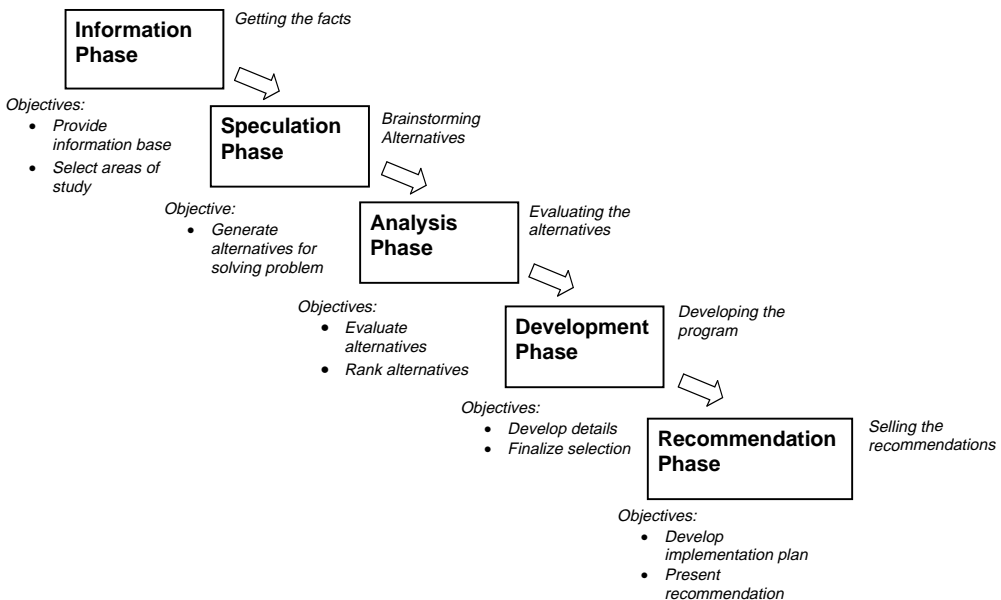 Information
Phase
Getting the facts
Objectives:
• Provide
information base
• Select areas of
study
Speculation
Phase
Brainstorming
Alternatives
Objective:
• Generate
alternatives for
solving problem
Analysis
Phase
Evaluating the
alternatives
Objectives:
• Evaluate
alternatives
• Rank alternatives
Development
Phase
Developing the
program
Objectives:
• Develop details
• Finalize selection
Recommendation
Phase
Selling the
recommendations
Objectives:
• Develop
implementation plan
• Present
recommendation